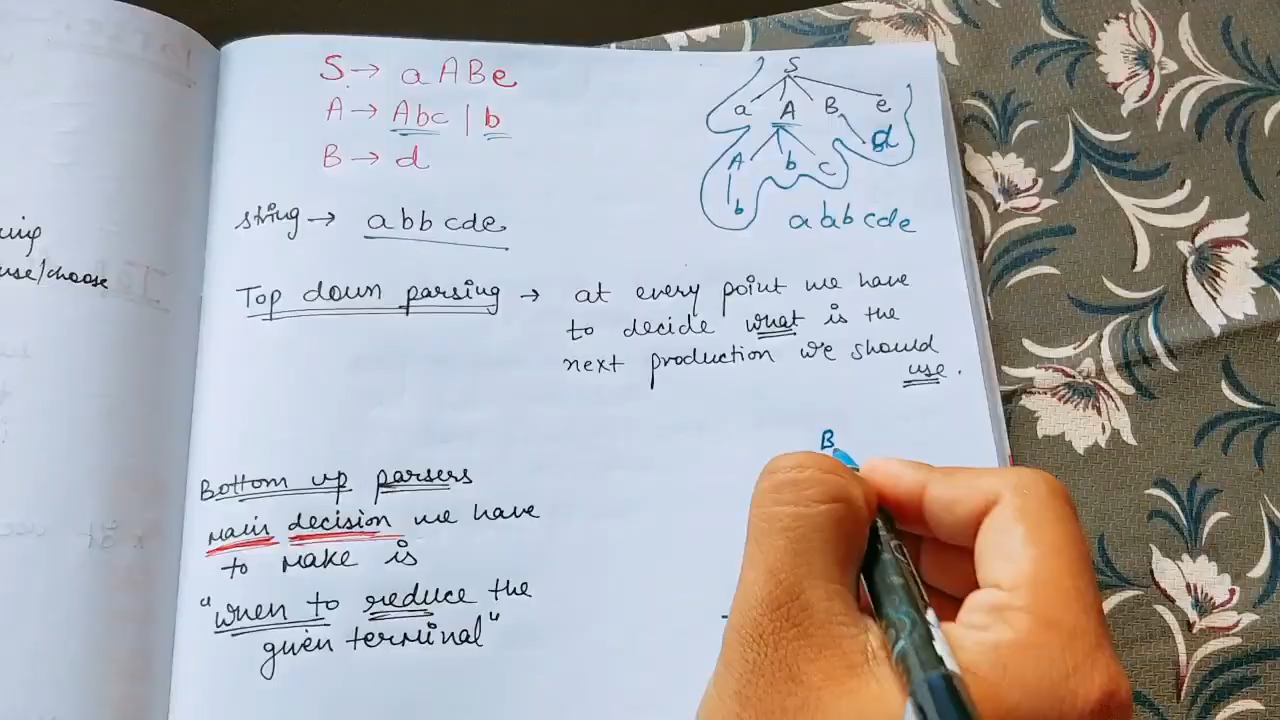 S → aABe
A → Abc | b
B → d
string → abbcde
S
a A B e
A b c d
b
abbcde
Top down parsing → at every point we have
to decide what is the
next production we should
use.
use/choose
Bottom up parsers
Main decision we have
to make is
"when to reduce the
given terminal"
B